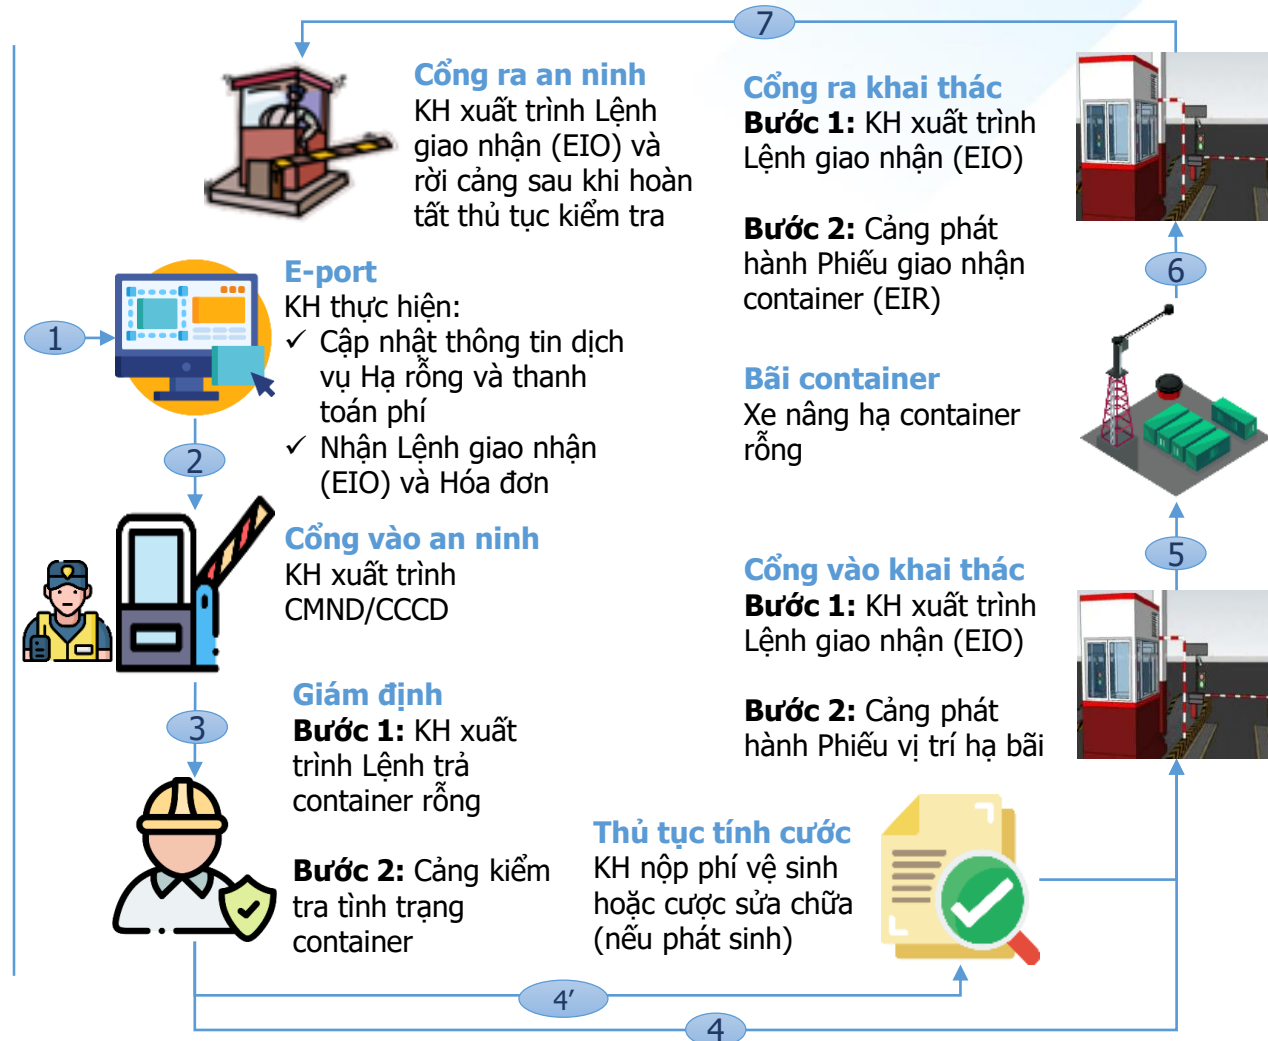 7
Cổng ra an ninh
KH xuất trình Lệnh
giao nhận (EIO) và
rời cảng sau khi hoàn
tất thủ tục kiểm tra
Cổng ra khai thác
Bước 1: KH xuất trình
Lệnh giao nhận (EIO)
Bước 2: Cảng phát
hành Phiếu giao nhận
container (EIR)
6
1
E-port
KH thực hiện:
✓ Cập nhật thông tin dịch
vụ Hạ rỗng và thanh
toán phí
✓ Nhận Lệnh giao nhận
(EIO) và Hóa đơn
2
Bãi container
Xe nâng hạ container
rỗng
5
Cổng vào an ninh
KH xuất trình
CMND/CCCD
3
Cổng vào khai thác
Bước 1: KH xuất trình
Lệnh giao nhận (EIO)
Bước 2: Cảng phát
hành Phiếu vị trí hạ bãi
Giám định
Bước 1: KH xuất
trình Lệnh trả
container rỗng
Bước 2: Cảng kiểm
tra tình trạng
container
Thủ tục tính cước
KH nộp phí vệ sinh
hoặc cược sửa chữa
(nếu phát sinh)
4’
4